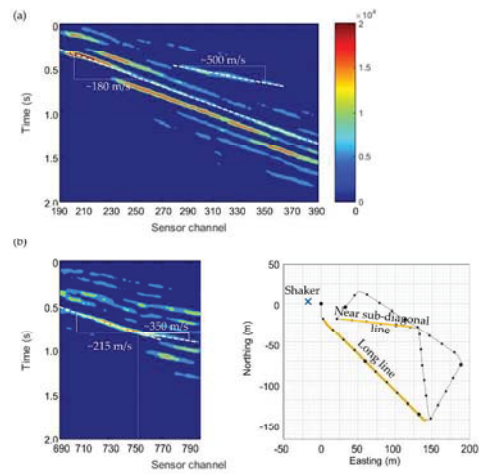 (a)
0
0.5
1.0
1.5
2.0
Time (s)
~500 m/s
~180 m/s
190 210 230 250 270 290 310 330 350 370 390
Sensor channel
2 × 10⁴
1.5
1
0.5
0
(b)
0
0.5
1.0
1.5
2.0
Time (s)
~350 m/s
~215 m/s
690 710 730 750 770 790
Sensor channel
50
0
-50
-100
-150
Northing (m)
Shaker
Near sub-diagonal
line
Long line
0 50 100 150 200
Easting (m)